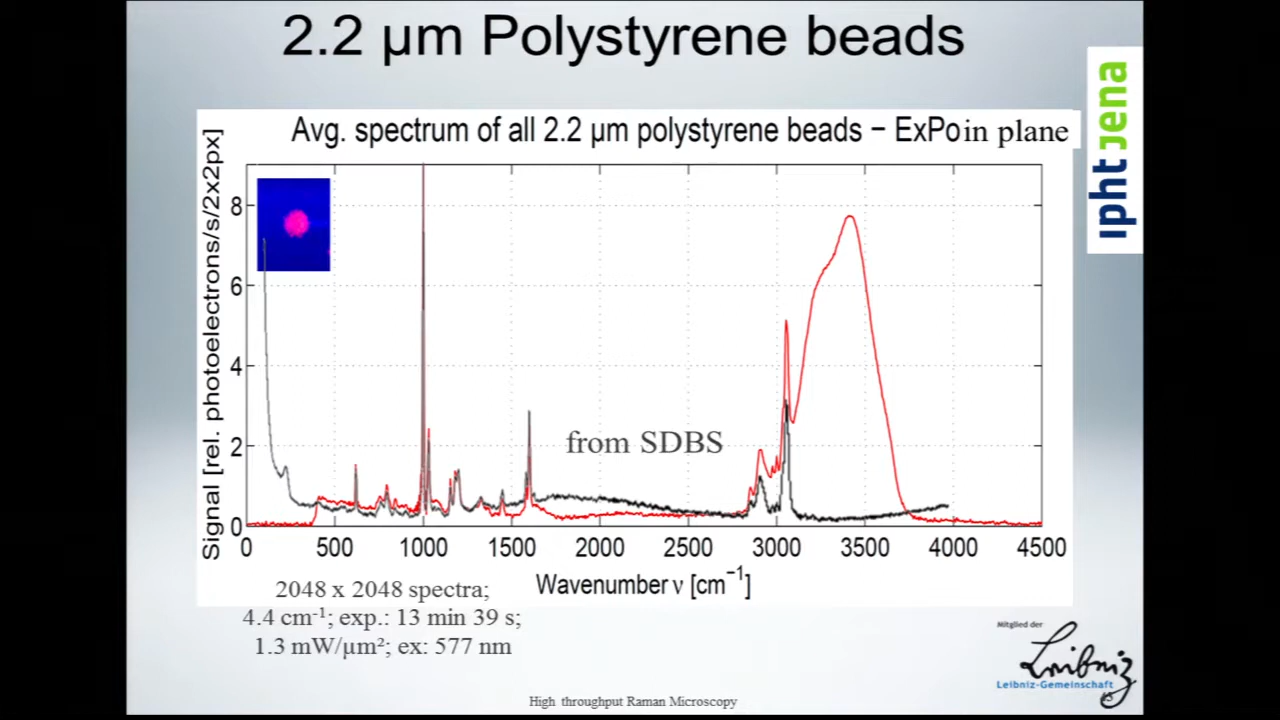 2.2 µm Polystyrene beads
ipht jena
Avg. spectrum of all 2.2 µm polystyrene beads − ExPo in plane
Signal [rel. photoelectrons/s/2x2px]
8
6
4
2
0
from SDBS
0 500 1000 1500 2000 2500 3000 3500 4000 4500
Wavenumber ν [cm⁻¹]
2048 x 2048 spectra;
4.4 cm⁻¹; exp.: 13 min 39 s;
1.3 mW/µm²; ex: 577 nm
Mitglied der
Leibniz
Leibniz-Gemeinschaft
High throughput Raman Microscopy